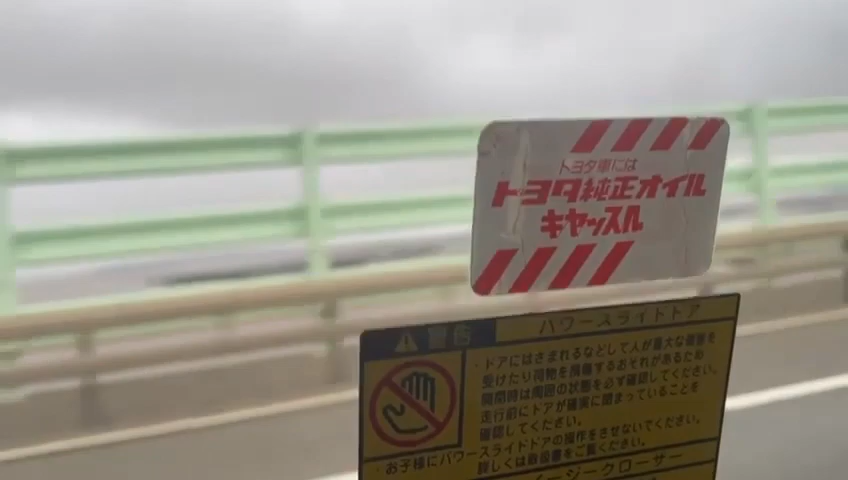 トヨタ車には
トヨタ純正オイル
キヤッスル
警告
パワースライドドア
・ドアにはさまれるなどして人が重大な傷害を
受けたり荷物を損傷するおそれがあるため
開閉時は周囲の状態を必ず確認してください。
・走行前にドアが確実に閉まっていることを
確認してください。
・お子様にパワースライドドアの操作をさせないでください。
詳しくは取扱書をご覧ください。
イージークローザー